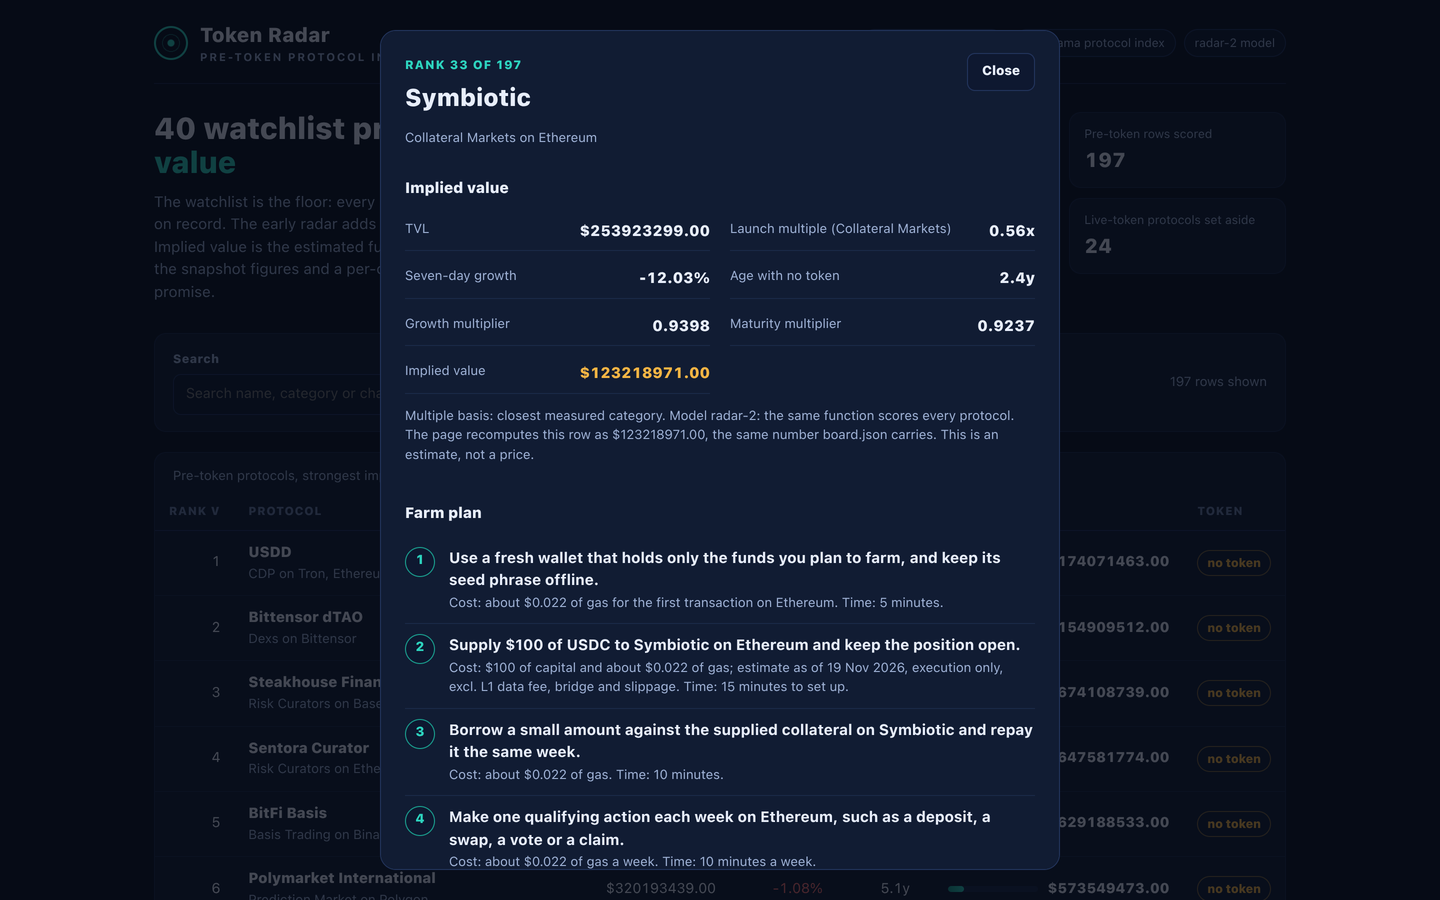 Token Radar
PRE-TOKEN PROTOCOL IN
ama protocol index
radar-2 model
40 watchlist pr
value
The watchlist is the floor: every
on record. The early radar adds
Implied value is the estimated fu
the snapshot figures and a per-c
promise.
Pre-token rows scored
197
Live-token protocols set aside
24
Search
Search name, category or cha
197 rows shown
Pre-token protocols, strongest im
RANK V PROTOCOL TOKEN
1 USDD 174071463.00 no token
CDP on Tron, Ethereu
2 Bittensor dTAO 154909512.00 no token
Dexs on Bittensor
3 Steakhouse Finan 674108739.00 no token
Risk Curators on Base
4 Sentora Curator 647581774.00 no token
Risk Curators on Ethe
5 BitFi Basis 629188533.00 no token
Basis Trading on Bina
6 Polymarket International $320193439.00 -1.08% 5.1y $573549473.00 no token
Prediction Market on Polygon
RANK 33 OF 197
Close
Symbiotic
Collateral Markets on Ethereum
Implied value
TVL $253923299.00 Launch multiple (Collateral Markets) 0.56x
Seven-day growth -12.03% Age with no token 2.4y
Growth multiplier 0.9398 Maturity multiplier 0.9237
Implied value $123218971.00
Multiple basis: closest measured category. Model radar-2: the same function scores every protocol.
The page recomputes this row as $123218971.00, the same number board.json carries. This is an
estimate, not a price.
Farm plan
1 Use a fresh wallet that holds only the funds you plan to farm, and keep its
seed phrase offline.
Cost: about $0.022 of gas for the first transaction on Ethereum. Time: 5 minutes.
2 Supply $100 of USDC to Symbiotic on Ethereum and keep the position open.
Cost: $100 of capital and about $0.022 of gas; estimate as of 19 Nov 2026, execution only,
excl. L1 data fee, bridge and slippage. Time: 15 minutes to set up.
3 Borrow a small amount against the supplied collateral on Symbiotic and repay
it the same week.
Cost: about $0.022 of gas. Time: 10 minutes.
4 Make one qualifying action each week on Ethereum, such as a deposit, a
swap, a vote or a claim.
Cost: about $0.022 of gas a week. Time: 10 minutes a week.